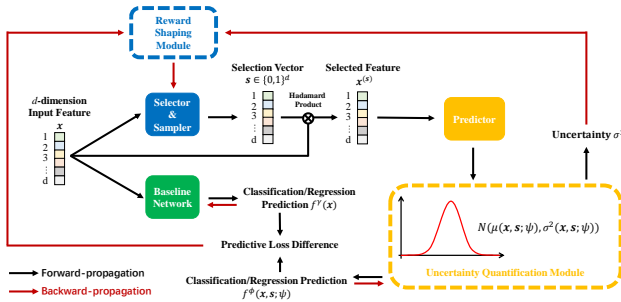 Reward
Shaping
Module
Selection Vector
s ∈ {0,1}^d
Selected Feature
x^(s)
d-dimension
Input Feature
x
1
2
3
⋮
d
Selector
&
Sampler
1
2
3
⋮
d
Hadamard
Product
1
2
3
⋮
d
Predictor
Uncertainty σ
Baseline
Network
Classification/Regression
Prediction f^γ(x)
N(μ(x, s; ψ), σ²(x, s; ψ))
Uncertainty Quantification Module
Predictive Loss Difference
Classification/Regression Prediction
f^ϕ(x, s; ψ)
Forward-propagation
Backward-propagation